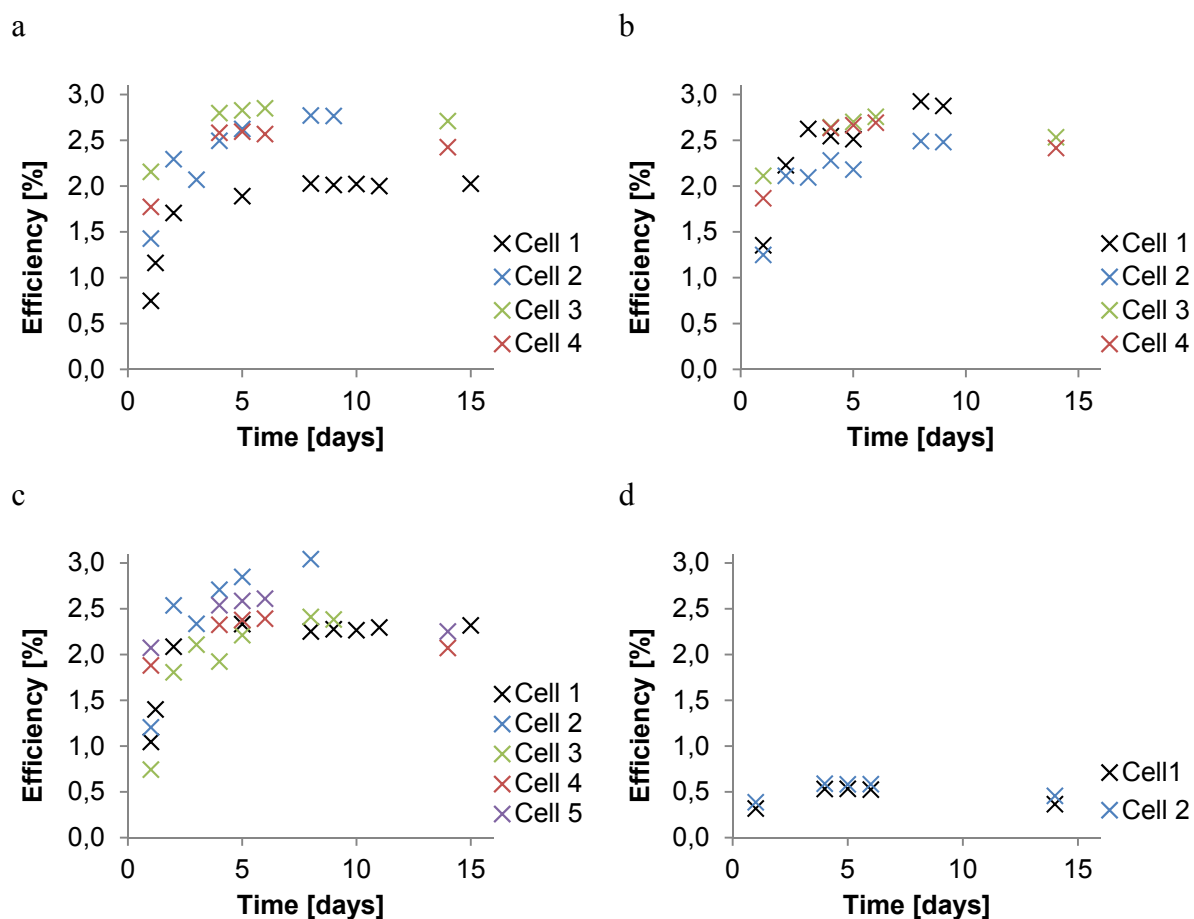 a
3,0
2,5
2,0
1,5
1,0
0,5
0,0
Efficiency [%]
0
5
10
15
Time [days]
Cell 1
Cell 2
Cell 3
Cell 4
b
3,0
2,5
2,0
1,5
1,0
0,5
0,0
Efficiency [%]
0
5
10
15
Time [days]
Cell 1
Cell 2
Cell 3
Cell 4
c
3,0
2,5
2,0
1,5
1,0
0,5
0,0
Efficiency [%]
0
5
10
15
Time [days]
Cell 1
Cell 2
Cell 3
Cell 4
Cell 5
d
3,0
2,5
2,0
1,5
1,0
0,5
0,0
Efficiency [%]
0
5
10
15
Time [days]
Cell1
Cell 2